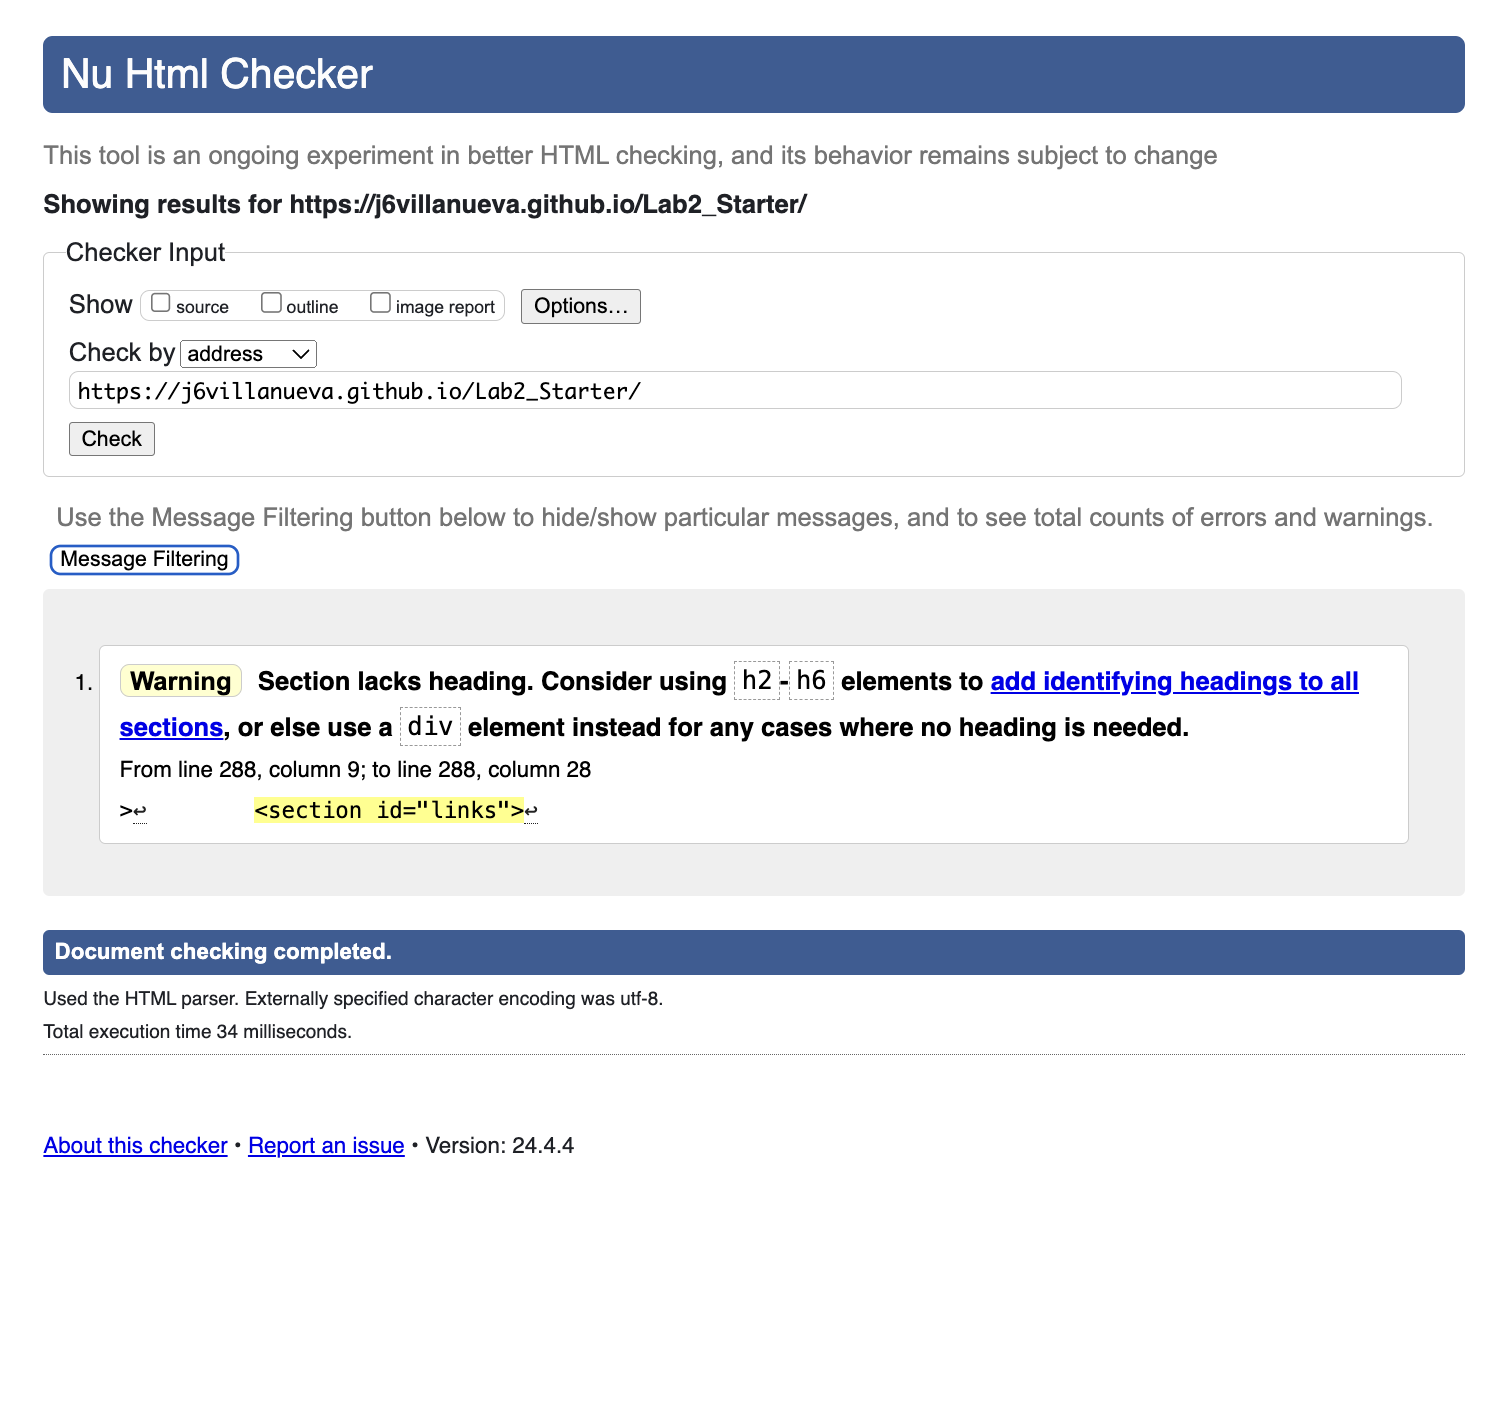 Nu Html Checker
This tool is an ongoing experiment in better HTML checking, and its behavior remains subject to change
Showing results for https://j6villanueva.github.io/Lab2_Starter/
Checker Input
Show source outline image report Options...
Check by address
https://j6villanueva.github.io/Lab2_Starter/
Check
Use the Message Filtering button below to hide/show particular messages, and to see total counts of errors and warnings.
Message Filtering
1. Warning Section lacks heading. Consider using h2-h6 elements to add identifying headings to all
sections, or else use a div element instead for any cases where no heading is needed.
From line 288, column 9; to line 288, column 28
>↩ <section id="links">↩
Document checking completed.
Used the HTML parser. Externally specified character encoding was utf-8.
Total execution time 34 milliseconds.
About this checker • Report an issue • Version: 24.4.4